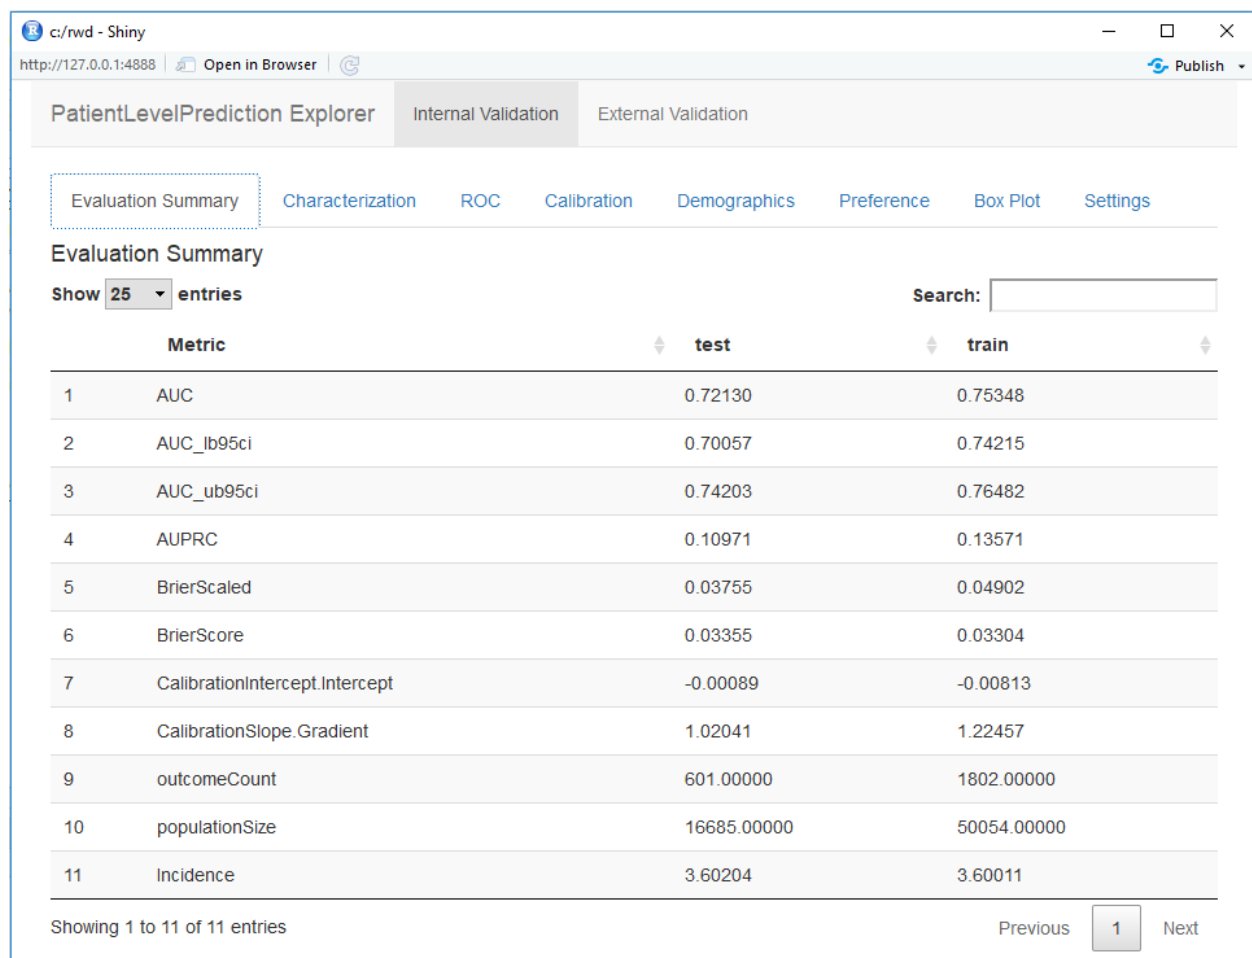 c:/rwd - Shiny
http://127.0.0.1:4888 Open in Browser Publish
PatientLevelPrediction Explorer Internal Validation External Validation
Evaluation Summary Characterization ROC Calibration Demographics Preference Box Plot Settings
Evaluation Summary
Show 25 entries Search:
Metric test train
1 AUC 0.72130 0.75348
2 AUC_lb95ci 0.70057 0.74215
3 AUC_ub95ci 0.74203 0.76482
4 AUPRC 0.10971 0.13571
5 BrierScaled 0.03755 0.04902
6 BrierScore 0.03355 0.03304
7 CalibrationIntercept.Intercept -0.00089 -0.00813
8 CalibrationSlope.Gradient 1.02041 1.22457
9 outcomeCount 601.00000 1802.00000
10 populationSize 16685.00000 50054.00000
11 Incidence 3.60204 3.60011
Showing 1 to 11 of 11 entries Previous 1 Next